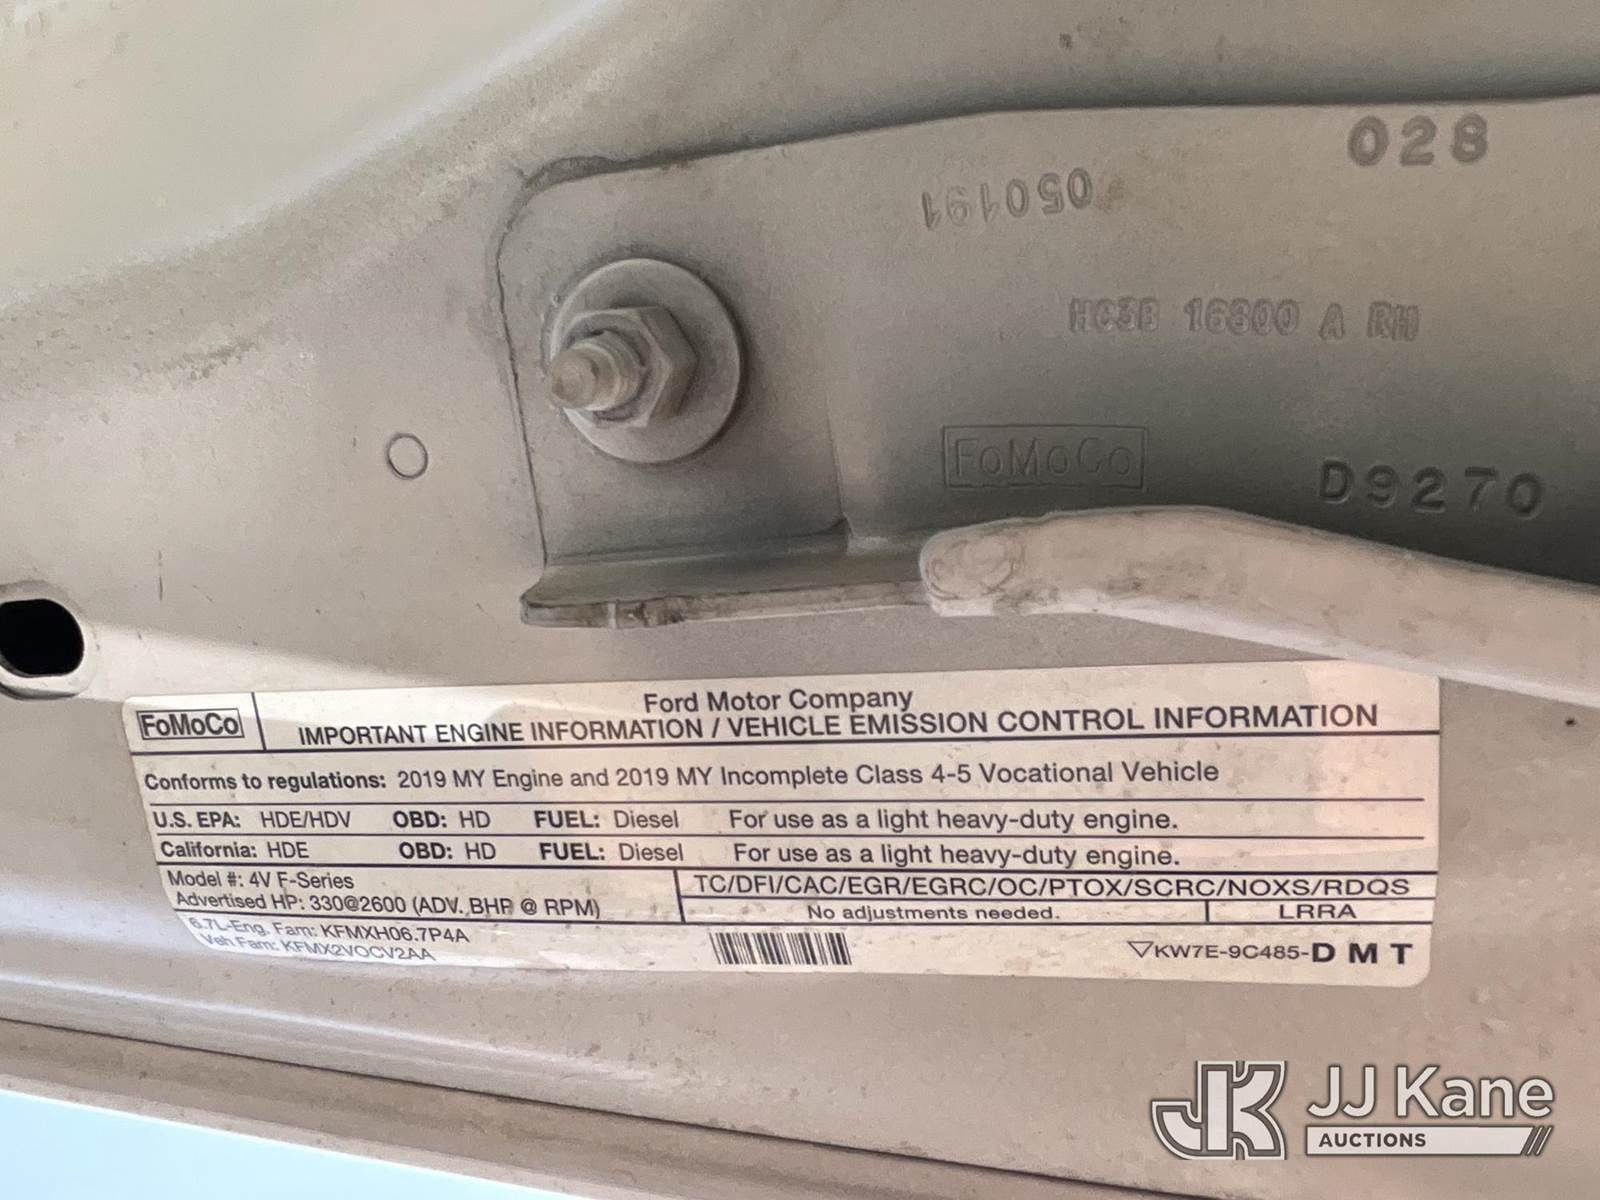 028
050191
HC3B 16800 A RH
FoMoCo
D9270
FoMoCo
Ford Motor Company
IMPORTANT ENGINE INFORMATION / VEHICLE EMISSION CONTROL INFORMATION
Conforms to regulations: 2019 MY Engine and 2019 MY Incomplete Class 4-5 Vocational Vehicle
U.S. EPA: HDE/HDV OBD: HD FUEL: Diesel For use as a light heavy-duty engine.
California: HDE OBD: HD FUEL: Diesel For use as a light heavy-duty engine.
Model #: 4V F-Series
Advertised HP: 330@2600 (ADV. BHP @ RPM)
TC/DFI/CAC/EGR/EGRC/OC/PTOX/SCRC/NOXS/RDQS
No adjustments needed. LRRA
6.7L-Eng. Fam: KFMXH06.7P4A
Veh Fam: KFMX2VOCV2AA
KW7E-9C485-D M T
JK JJ Kane
AUCTIONS